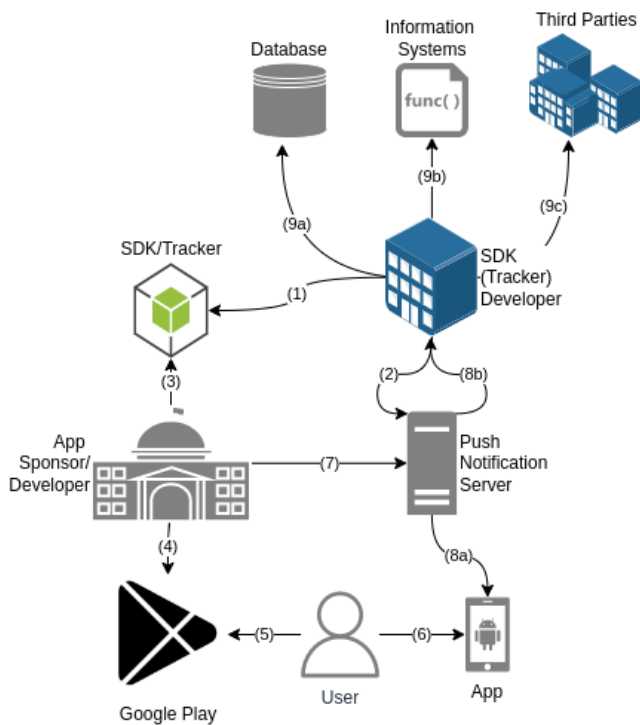 Third Parties
Information
Systems
Database
func( )
(9b)
(9c)
(9a)
SDK/Tracker
SDK
(Tracker)
Developer
(1)
(2)
(8b)
(3)
App
Sponsor/
Developer
(7)
Push
Notification
Server
(4)
(8a)
(5)
(6)
User
App
Google Play